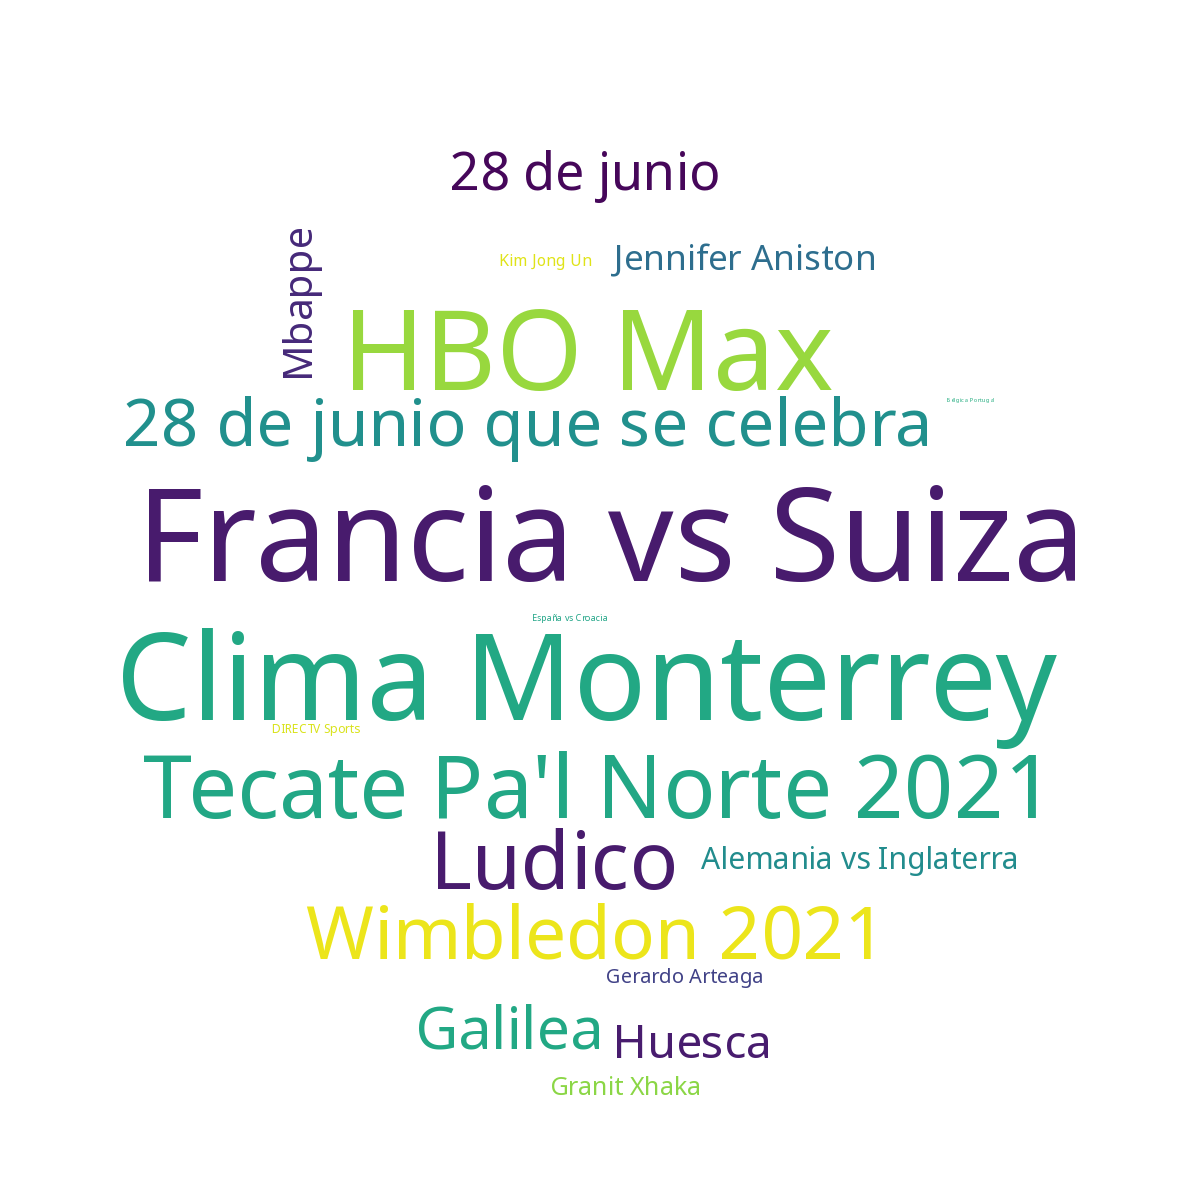 28 de junio
Mbappe
Kim Jong Un
Jennifer Aniston
HBO Max
28 de junio que se celebra
Bélgica Portugal
Francia vs Suiza
España vs Croacia
Clima Monterrey
DIRECTV Sports
Tecate Pa'l Norte 2021
Ludico
Alemania vs Inglaterra
Wimbledon 2021
Gerardo Arteaga
Galilea
Huesca
Granit Xhaka